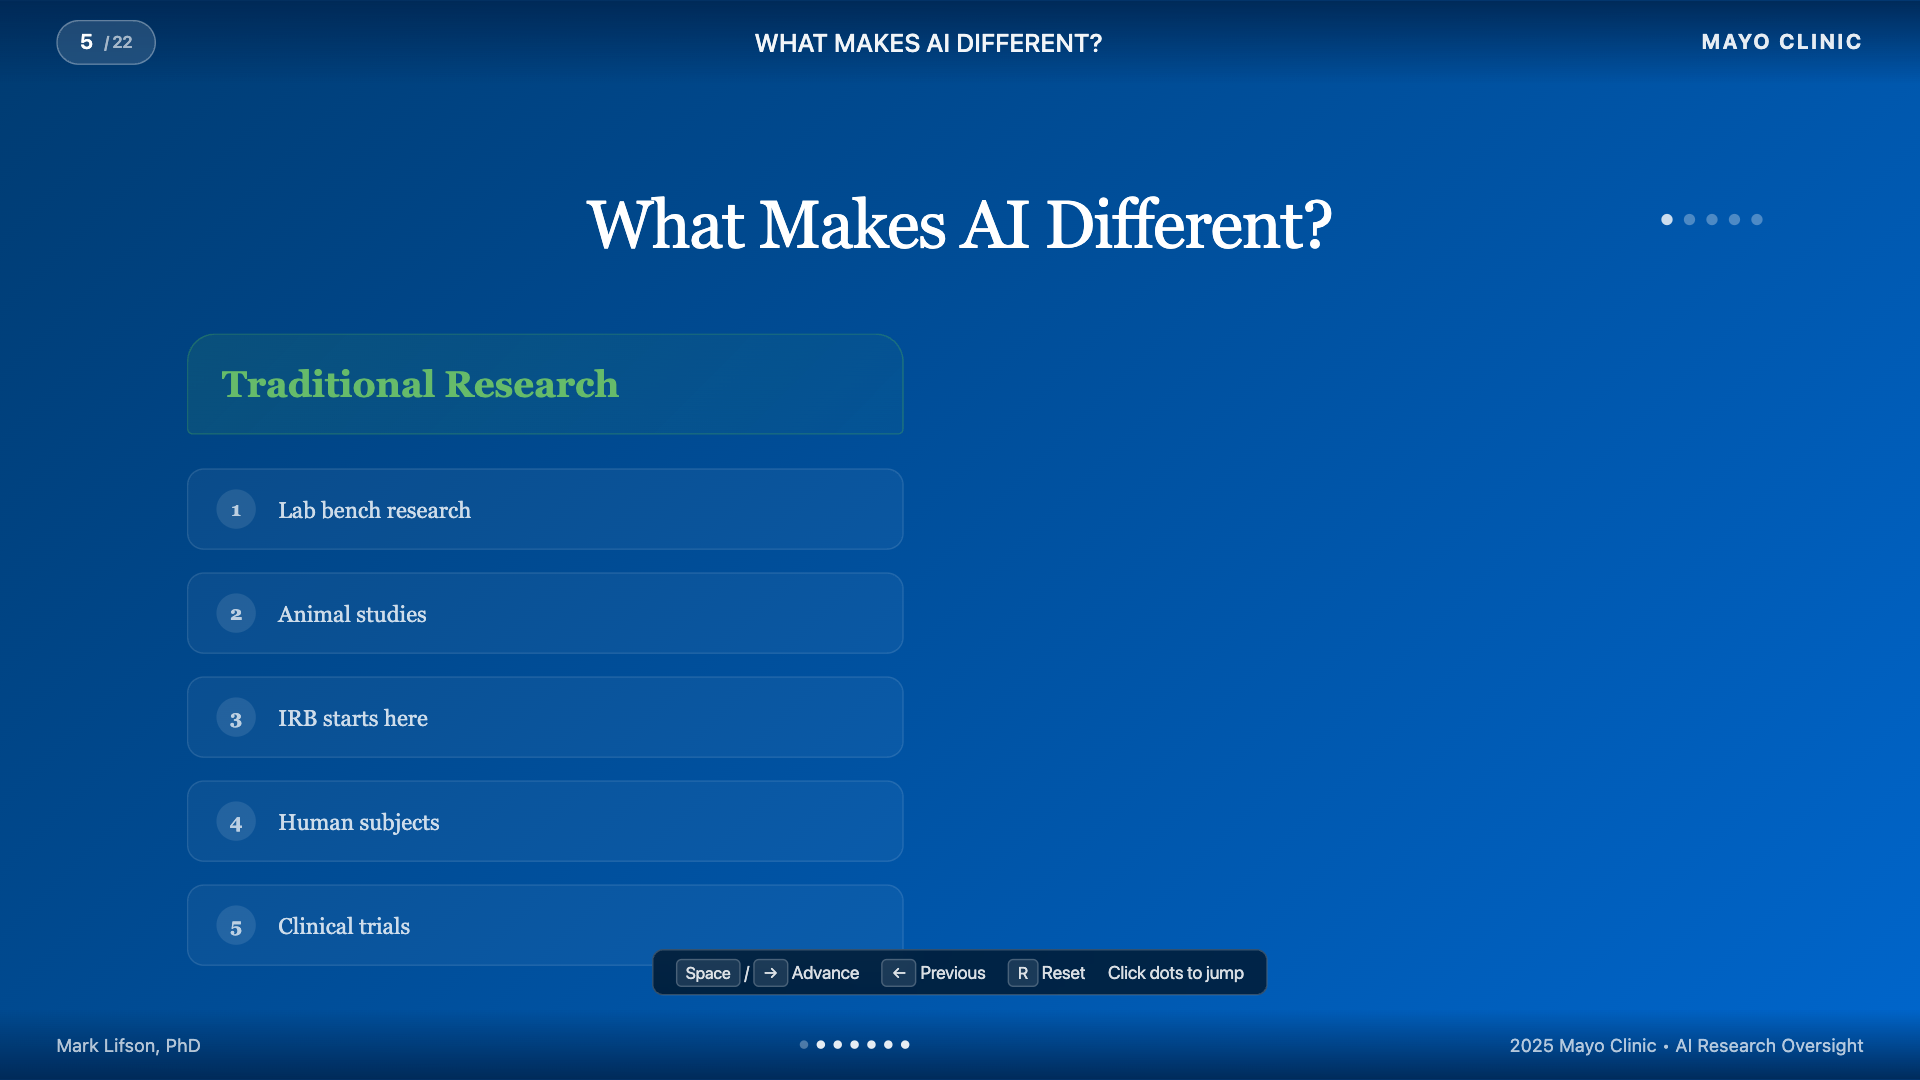 5 /22
WHAT MAKES AI DIFFERENT?
MAYO CLINIC
What Makes AI Different?
Traditional Research
1 Lab bench research
2 Animal studies
3 IRB starts here
4 Human subjects
5 Clinical trials
Space / → Advance ← Previous R Reset Click dots to jump
Mark Lifson, PhD
2025 Mayo Clinic • AI Research Oversight